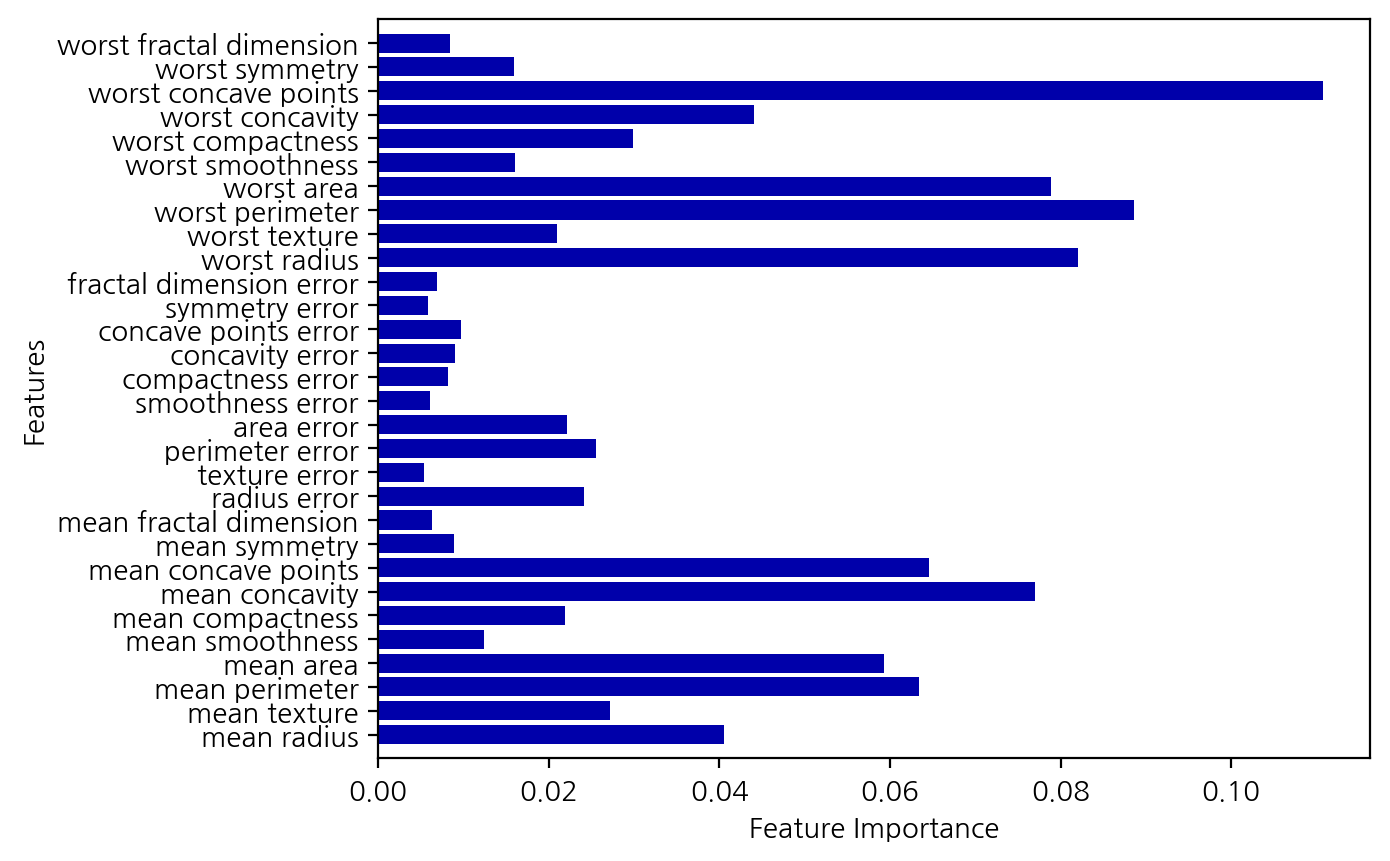 worst fractal dimension
worst symmetry
worst concave points
worst concavity
worst compactness
worst smoothness
worst area
worst perimeter
worst texture
worst radius
fractal dimension error
symmetry error
concave points error
concavity error
compactness error
smoothness error
area error
perimeter error
texture error
radius error
mean fractal dimension
mean symmetry
mean concave points
mean concavity
mean compactness
mean smoothness
mean area
mean perimeter
mean texture
mean radius
Features
0.00 0.02 0.04 0.06 0.08 0.10
Feature Importance